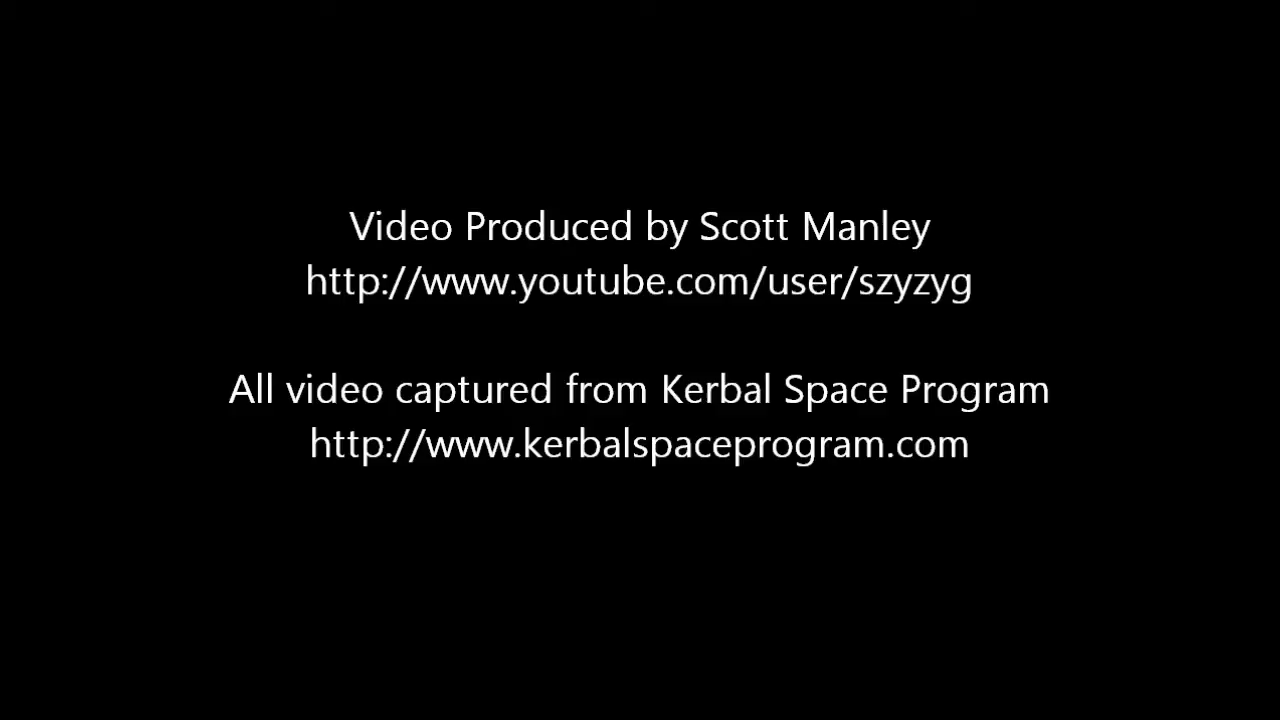 Video Produced by Scott Manley
http://www.youtube.com/user/szyzyg
All video captured from Kerbal Space Program
http://www.kerbalspaceprogram.com